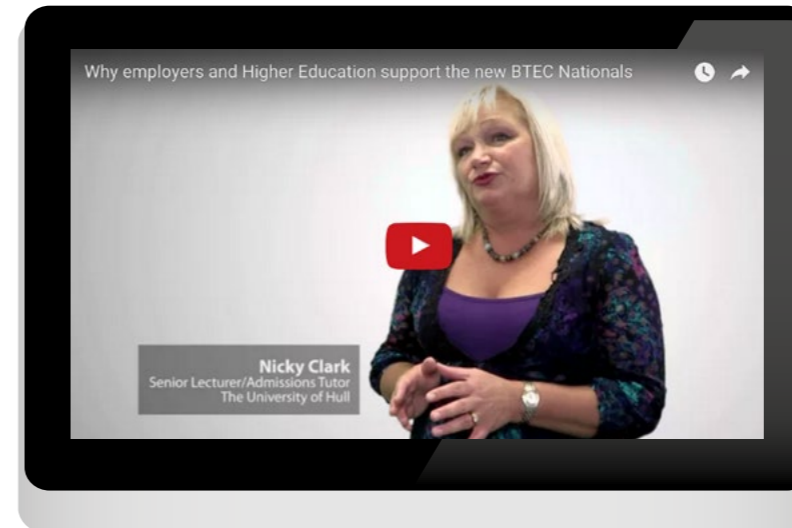 Why employers and Higher Education support the new BTEC Nationals
Nicky Clark
Senior Lecturer/Admissions Tutor
The University of Hull